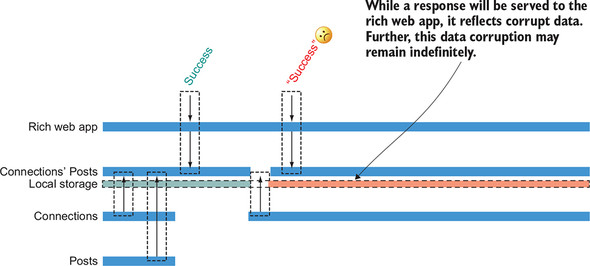 While a response will be served to the
rich web app, it reflects corrupt data.
Further, this data corruption may
remain indefinitely.
Success
"Success"
Rich web app
Connections' Posts
Local storage
Connections
Posts